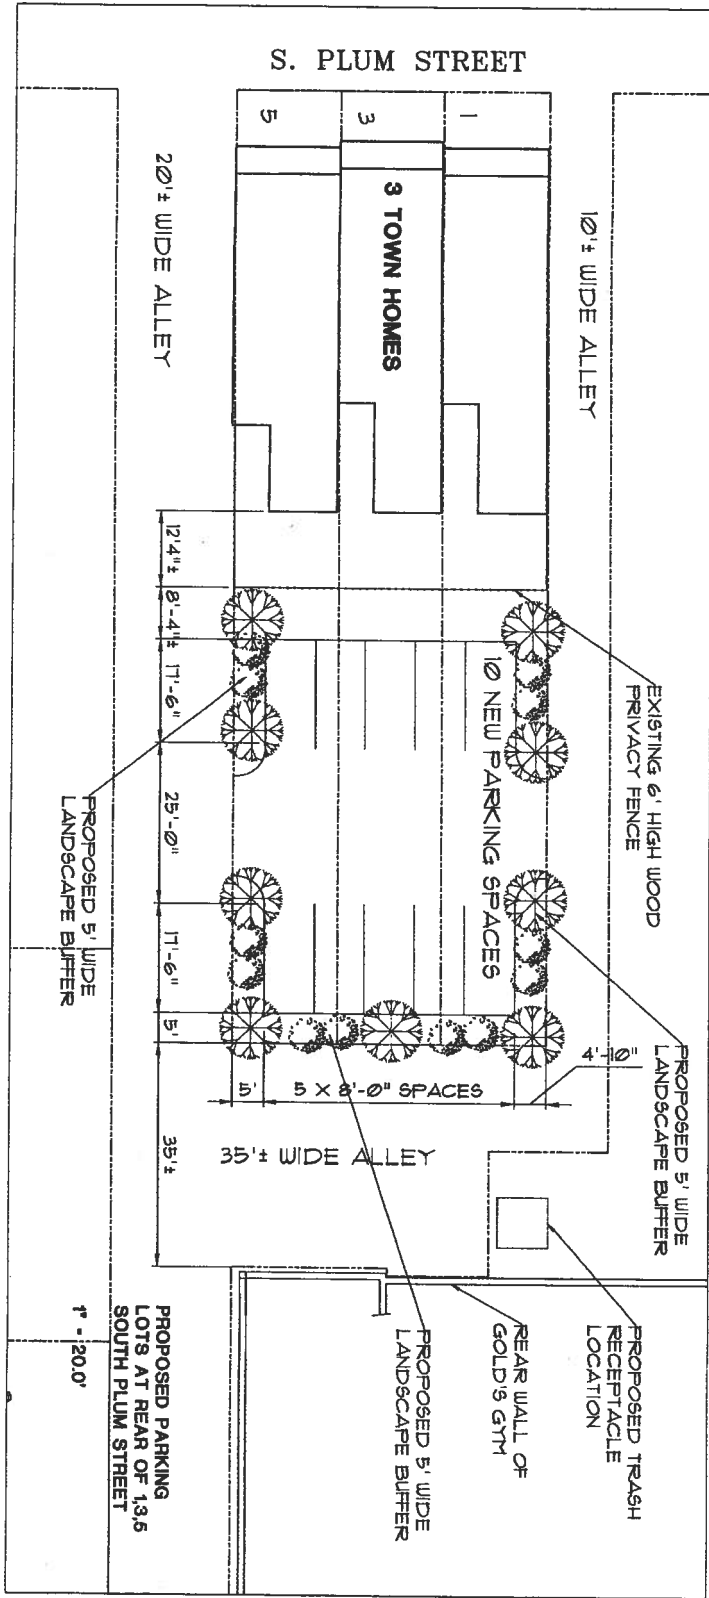 S. PLUM STREET
5
3
1
3 TOWN HOMES
20'± WIDE ALLEY
10'± WIDE ALLEY
12'4"±
8'-4"±
17'-6"
25'-0"
17'-6"
5'
35'±
10 NEW PARKING SPACES
EXISTING 6' HIGH WOOD
PRIVACY FENCE
PROPOSED 5' WIDE
LANDSCAPE BUFFER
PROPOSED 5' WIDE
LANDSCAPE BUFFER
4'-10"
5'
5 X 8'-0" SPACES
35'± WIDE ALLEY
PROPOSED TRASH
RECEPTACLE
LOCATION
REAR WALL OF
GOLD'S GYM
PROPOSED 5' WIDE
LANDSCAPE BUFFER
PROPOSED PARKING
LOTS AT REAR OF 1,3,5
SOUTH PLUM STREET
1" - 20.0'